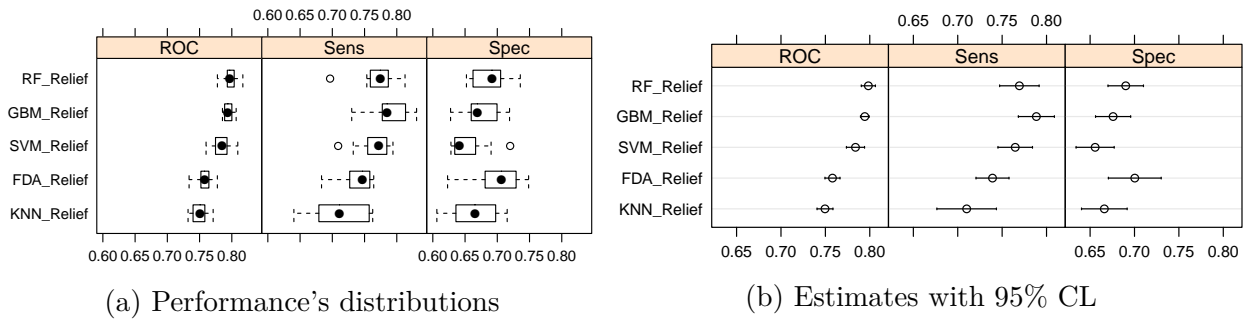 0.60 0.65 0.70 0.75 0.80
ROC Sens Spec
RF_Relief
GBM_Relief
SVM_Relief
FDA_Relief
KNN_Relief
0.60 0.65 0.70 0.75 0.80 0.60 0.65 0.70 0.75 0.80
(a) Performance's distributions
0.65 0.70 0.75 0.80
ROC Sens Spec
RF_Relief
GBM_Relief
SVM_Relief
FDA_Relief
KNN_Relief
0.65 0.70 0.75 0.80 0.65 0.70 0.75 0.80
(b) Estimates with 95% CL